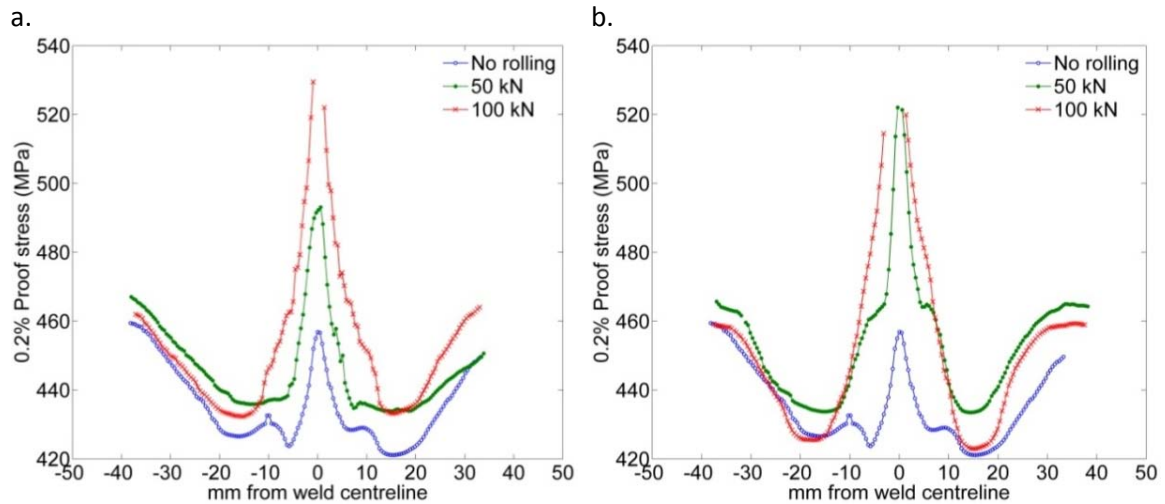 a.
540
520
500
480
460
440
420
0.2% Proof stress (MPa)
-50 -40 -30 -20 -10 0 10 20 30 40 50
mm from weld centreline
No rolling
50 kN
100 kN
b.
540
520
500
480
460
440
420
0.2% Proof stress (MPa)
-50 -40 -30 -20 -10 0 10 20 30 40 50
mm from weld centreline
No rolling
50 kN
100 kN